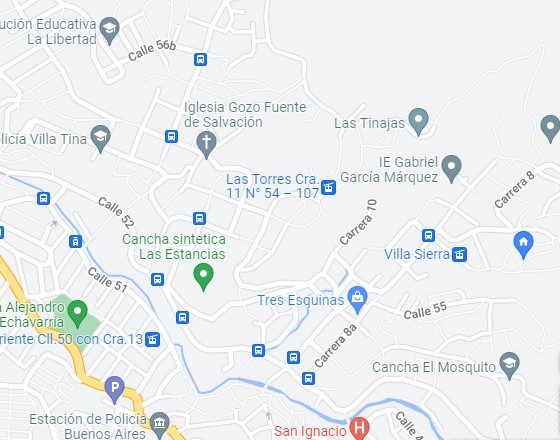 ución Educativa
La Libertad
Calle 56b
Iglesia Gozo Fuente
de Salvación
Las Tinajas
licía Villa Tina
IE Gabriel
García Márquez
Las Torres Cra.
11 N° 54 – 107
Carrera 8
Calle 52
Carrera 10
Cancha sintetica
Las Estancias
Villa Sierra
Calle 51
Tres Esquinas
a Alejandro
Echavarría
Calle 55
riente Cll.50 con Cra.13
Carrera 8a
Cancha El Mosquito
P
Estación de Policía
Buenos Aires
San Ignacio
H
Calle 4